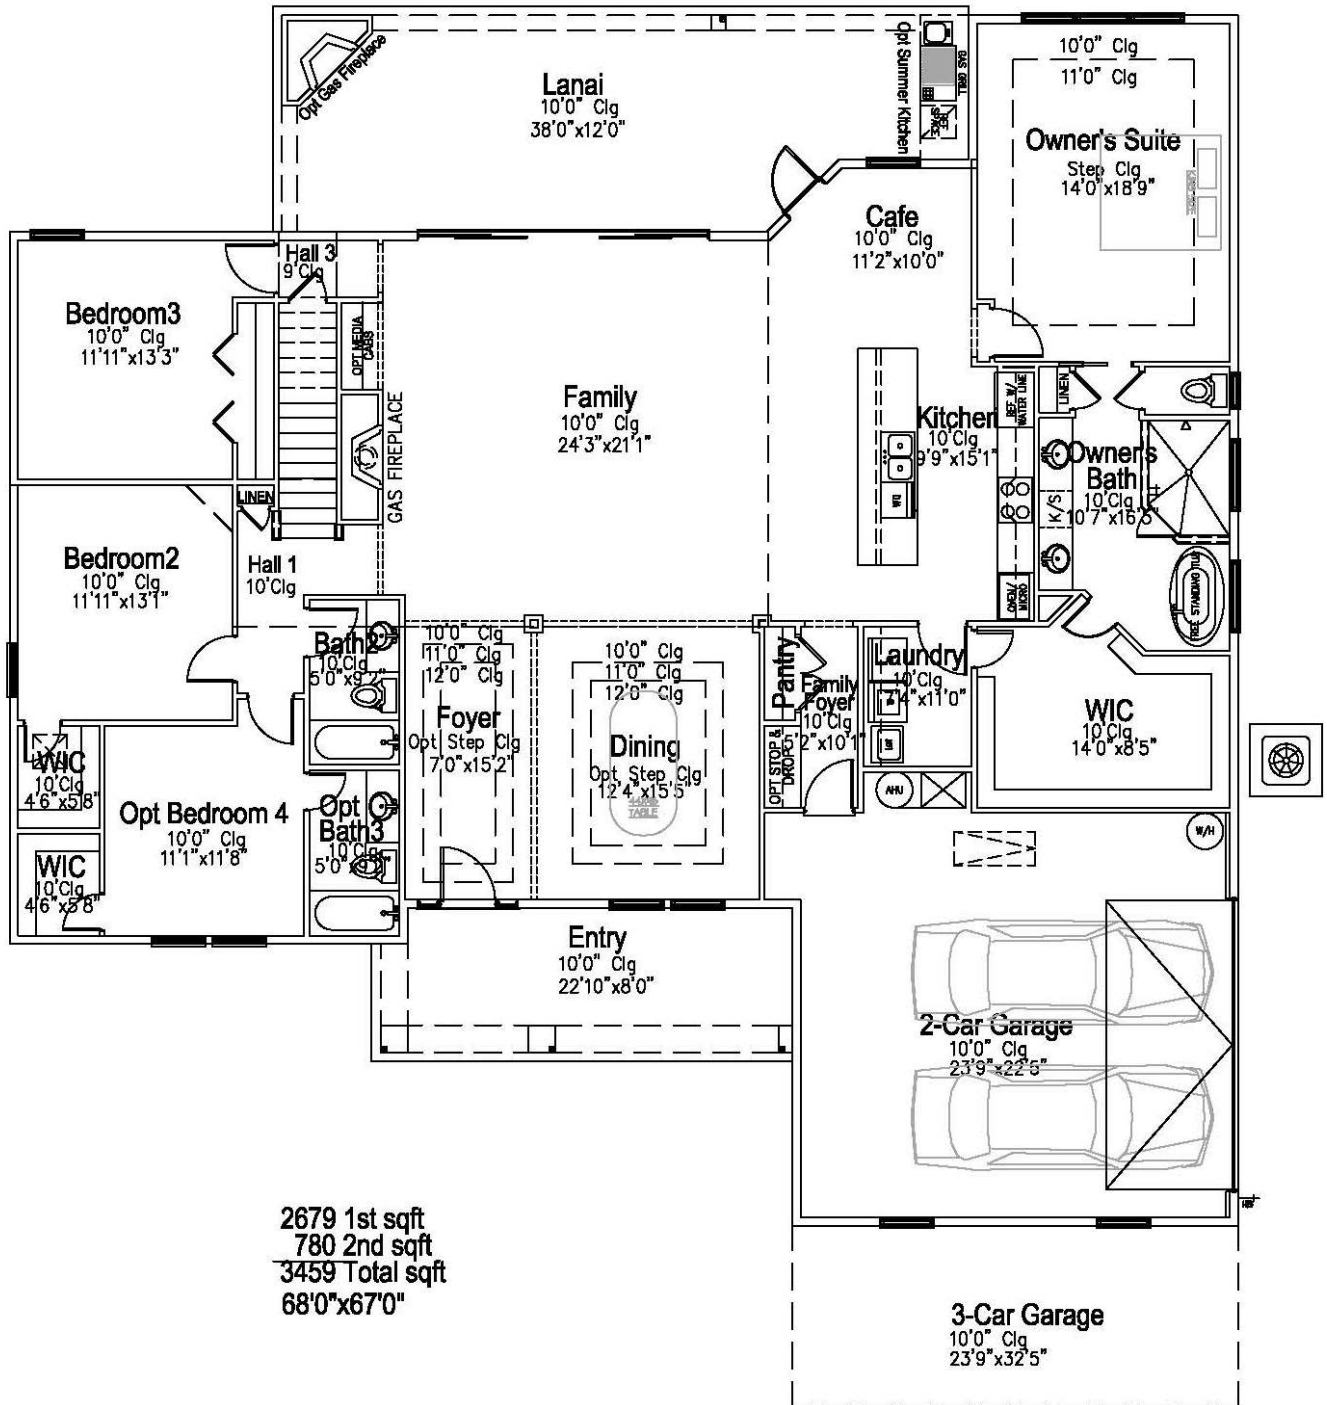 Opt Gas Fireplace
Lanai
10'0" Clg
38'0"x12'0"
Opt Summer Kitchen
GAS GRILL
REF SPACE
10'0" Clg
11'0" Clg
Owner's Suite
Step Clg
14'0"x18'9"
Cafe
10'0" Clg
11'2"x10'0"
Hall 3
9'Clg
Bedroom3
10'0" Clg
11'11"x13'3"
OPT MEDIA
CABS
GAS FIREPLACE
Family
10'0" Clg
24'3"x21'1"
Kitchen
10'Clg
9'9"x15'1"
REF W/
WATER LINE
LINEN
Owner's
Bath
10'Clg
10'7"x16'5"
K/S
OVEN/
MICRO
FREE STANDING TUB
LINEN
Bedroom2
10'0" Clg
11'11"x13'1"
Hall 1
10'Clg
Bath2
10'Clg
5'0"x9'2"
10'0" Clg
11'0" Clg
12'0" Clg
Foyer
Opt Step Clg
7'0"x15'2"
10'0" Clg
11'0" Clg
12'0" Clg
Dining
Opt Step Clg
12'4"x15'5"
TABLE
Pantry
Family
Foyer
10'Clg
5'2"x10'1"
OPT STOP &
DROP
Laundry
10'Clg
7'4"x11'0"
WIC
10'Clg
14'0"x8'5"
WIC
10'Clg
4'6"x5'8"
Opt Bedroom 4
10'0" Clg
11'1"x11'8"
Opt
Bath3
10'Clg
5'0"x9'2"
WIC
10'Clg
4'6"x5'8"
AHU
W/H
Entry
10'0" Clg
22'10"x8'0"
2-Car Garage
10'0" Clg
23'9"x22'5"
2679 1st sqft
780 2nd sqft
3459 Total sqft
68'0"x67'0"
3-Car Garage
10'0" Clg
23'9"x32'5"